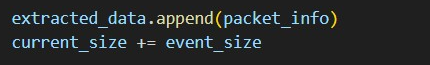 extracted_data.append(packet_info)
current_size += event_size